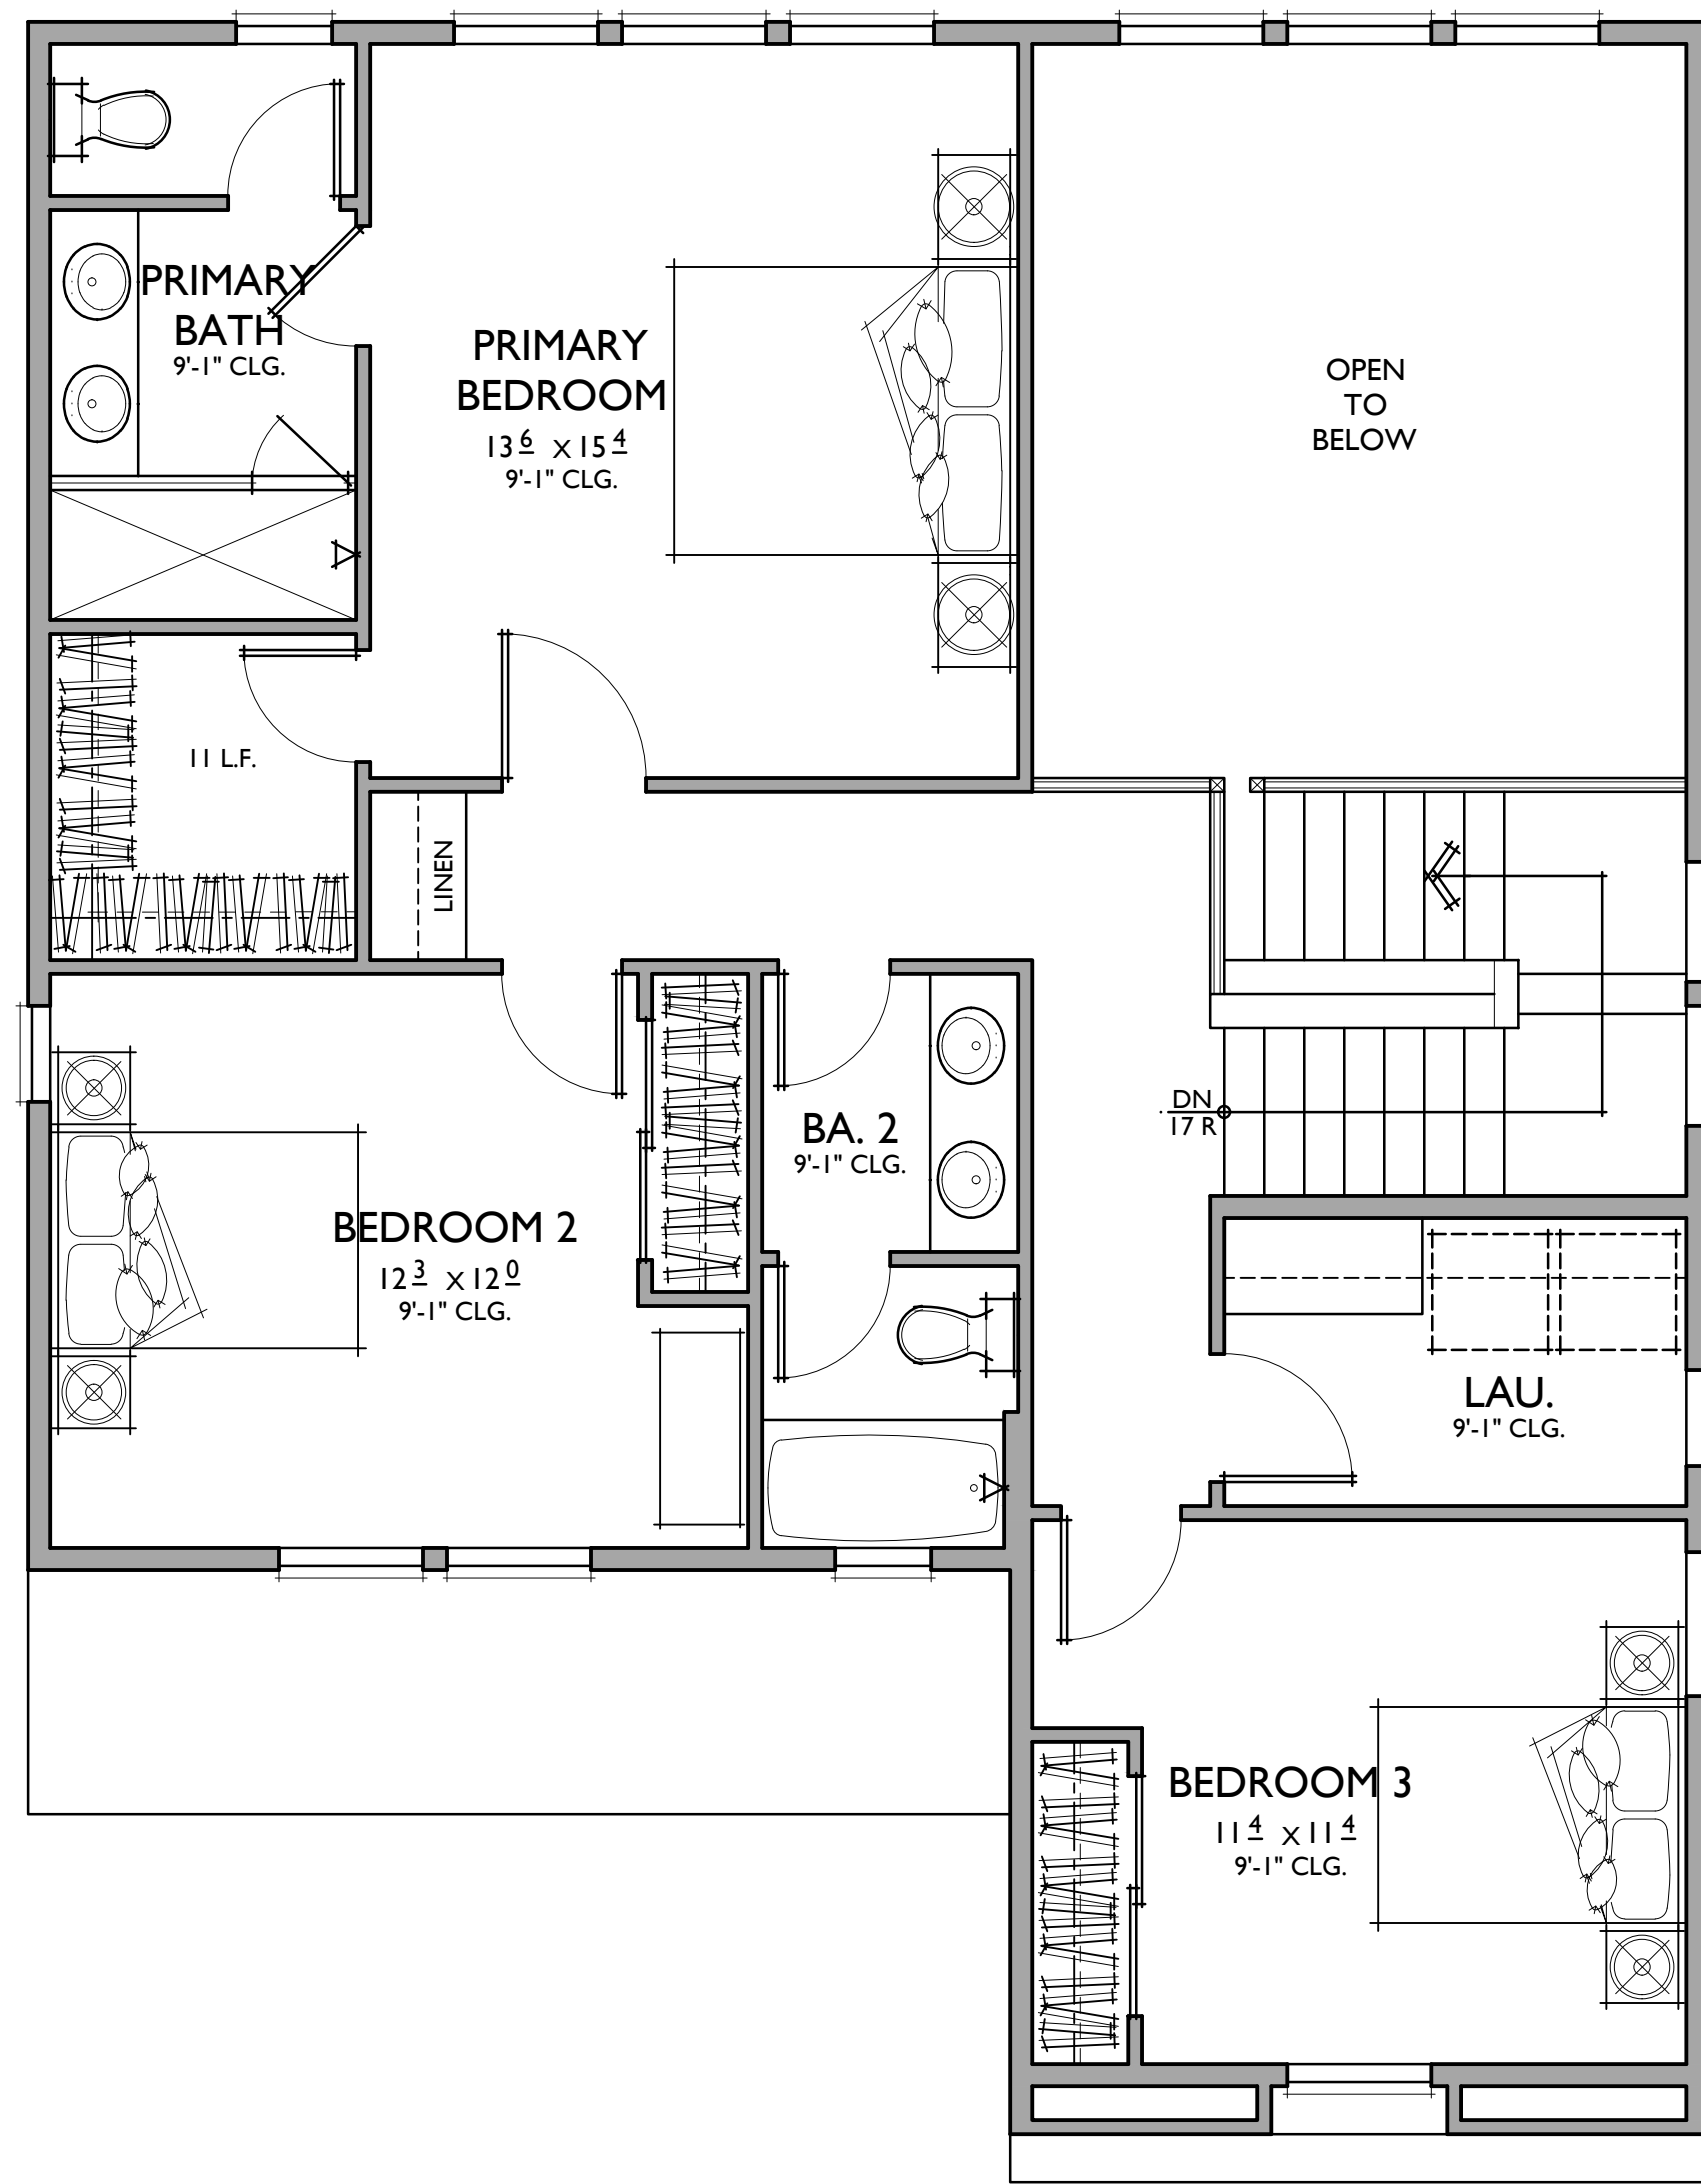 PRIMARY
BATH
9'-1" CLG.
PRIMARY
BEDROOM
13 6 X 15 4
9'-1" CLG.
OPEN
TO
BELOW
11 L.F.
LINEN
DN
17 R
BA. 2
9'-1" CLG.
BEDROOM 2
12 3 X 12 0
9'-1" CLG.
LAU.
9'-1" CLG.
BEDROOM 3
11 4 X 11 4
9'-1" CLG.